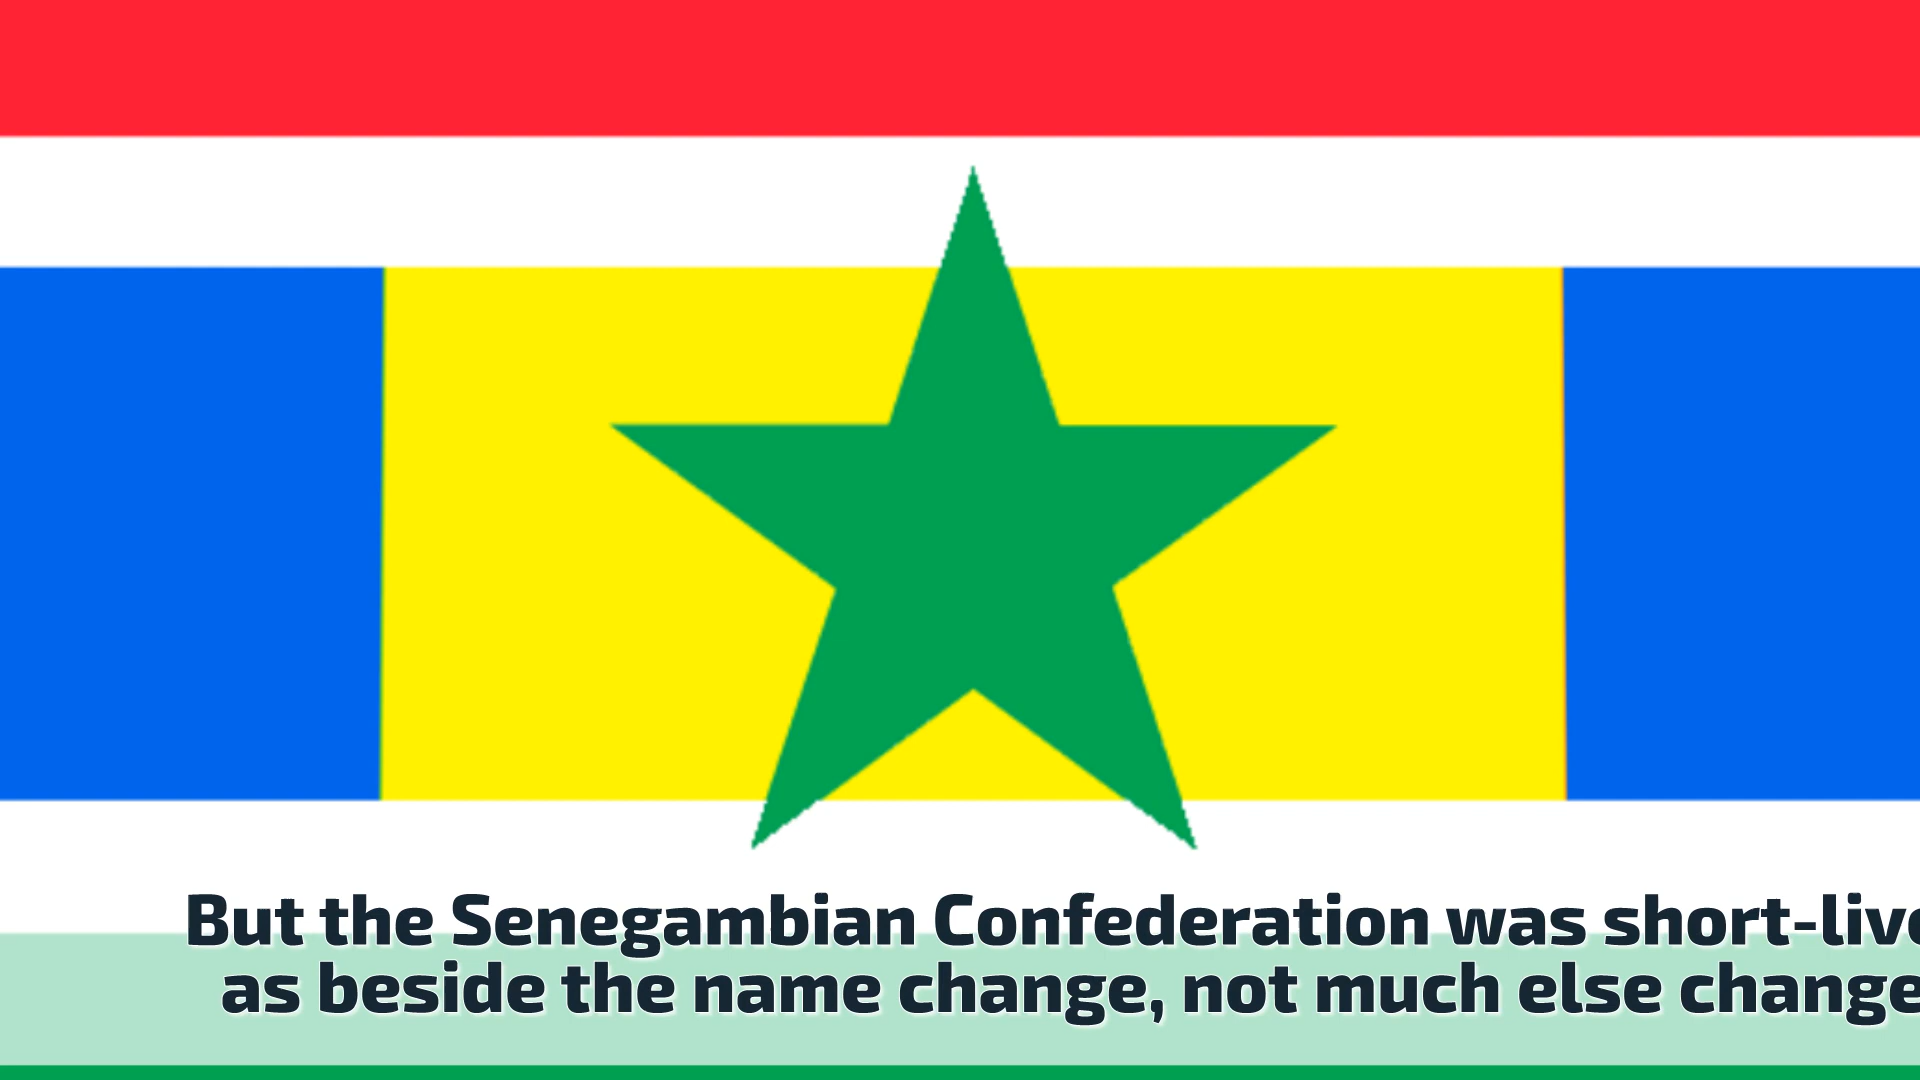 But the Senegambian Confederation was short-live
as beside the name change, not much else change